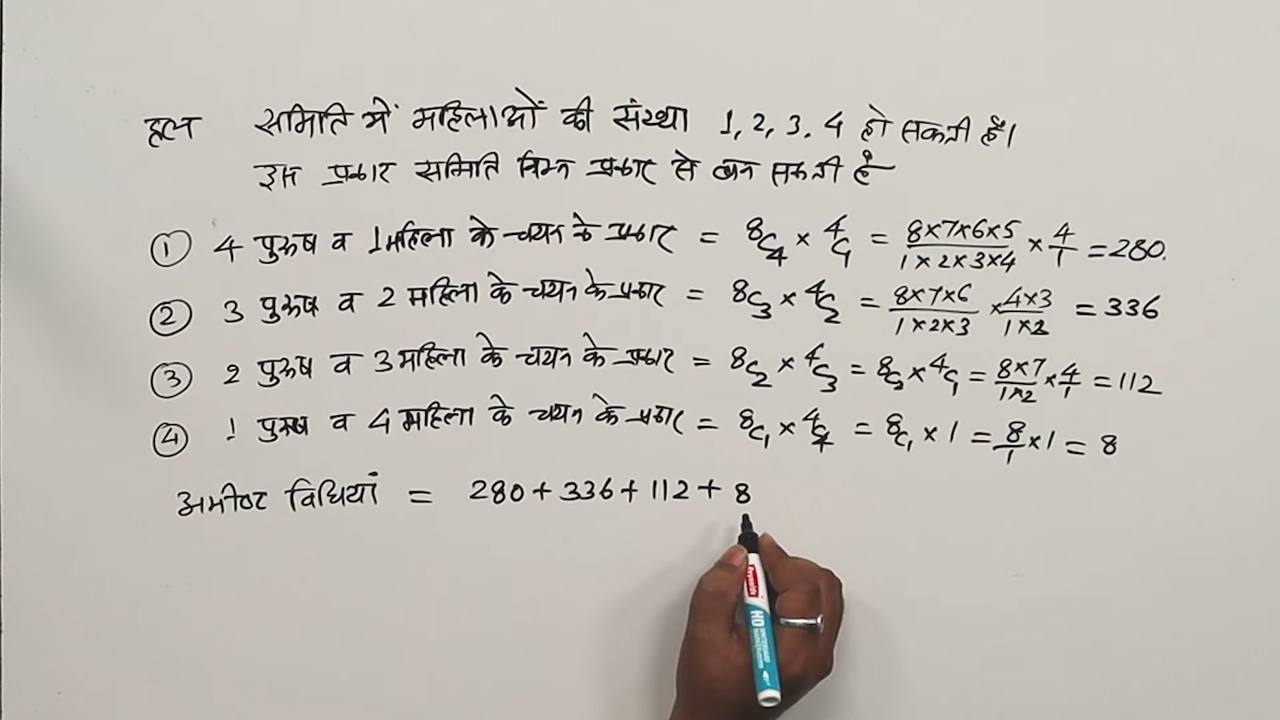 हल समिति में महिलाओं की संख्या 1, 2, 3, 4 हो सकती है।
इस प्रकार समिति निम्न प्रकार से बन सकती है
① 4 पुरुष व 1 महिला के चयन के प्रकार = ⁸C₄ × ⁴C₁ = (8×7×6×5)/(1×2×3×4) × 4/1 = 280.
② 3 पुरुष व 2 महिला के चयन के प्रकार = ⁸C₃ × ⁴C₂ = (8×7×6)/(1×2×3) × (4×3)/(1×2) = 336
③ 2 पुरुष व 3 महिला के चयन के प्रकार = ⁸C₂ × ⁴C₃ = ⁸C₂ × ⁴C₁ = (8×7)/(1×2) × 4/1 = 112
④ 1 पुरुष व 4 महिला के चयन के प्रकार = ⁸C₁ × ⁴C₄ = ⁸C₁ × 1 = 8/1 × 1 = 8
अभीष्ट विधियां = 280 + 336 + 112 + 8